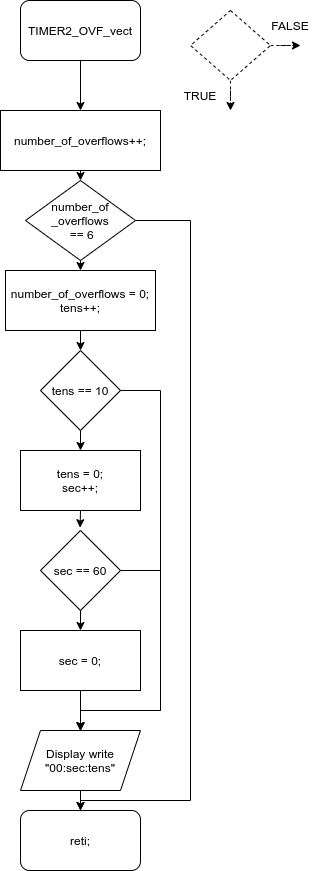 TIMER2_OVF_vect
FALSE
TRUE
number_of_overflows++;
number_of
_overflows
== 6
number_of_overflows = 0;
tens++;
tens == 10
tens = 0;
sec++;
sec == 60
sec = 0;
Display write
"00:sec:tens"
reti;